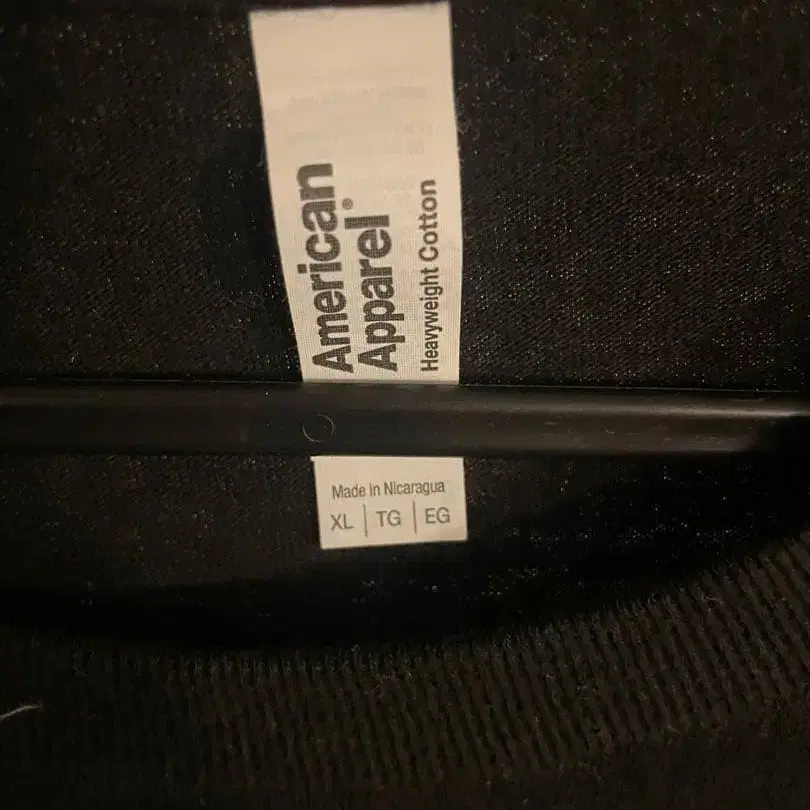 American
Apparel®
Heavyweight Cotton
Made in Nicaragua
XL | TG | EG